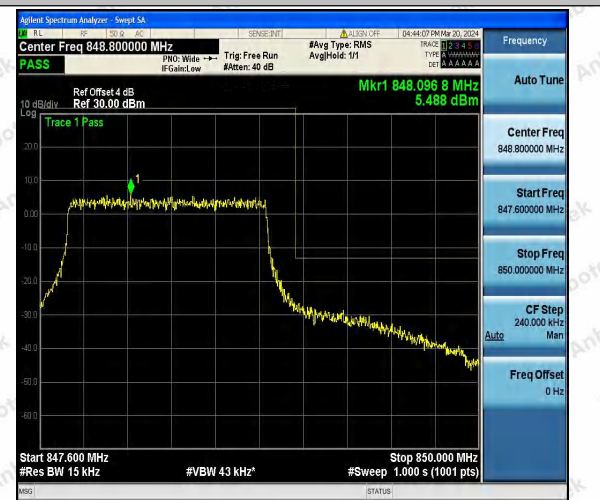 Agilent Spectrum Analyzer - Swept SA
RL RF 50 Ω AC SENSE:INT ALIGN OFF 04:44:07 PM Mar 20, 2024
Center Freq 848.800000 MHz
#Avg Type: RMS
TRACE 1 2 3 4 5 6
PASS
PNO: Wide
Trig: Free Run
Avg|Hold: 1/1
TYPE
IFGain:Low
#Atten: 40 dB
DET A A A A A A
Mkr1 848.096 8 MHz
5.488 dBm
Ref Offset 4 dB
10 dB/div Ref 30.00 dBm
Log
Trace 1 Pass
1
20.0
10.0
0.00
-10.0
-20.0
-30.0
-40.0
-50.0
-60.0
Start 847.600 MHz
Stop 850.000 MHz
#Res BW 15 kHz
#VBW 43 kHz*
#Sweep 1.000 s (1001 pts)
MSG
STATUS
Frequency
Auto Tune
Center Freq
848.800000 MHz
Start Freq
847.600000 MHz
Stop Freq
850.000000 MHz
CF Step
240.000 kHz
Auto Man
Freq Offset
0 Hz